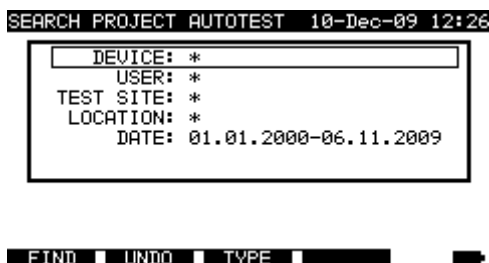 SEARCH PROJECT AUTOTEST 10-Dec-09 12:26
DEVICE: *
USER: *
TEST SITE: *
LOCATION: *
DATE: 01.01.2000-06.11.2009
FIND UNDO TYPE